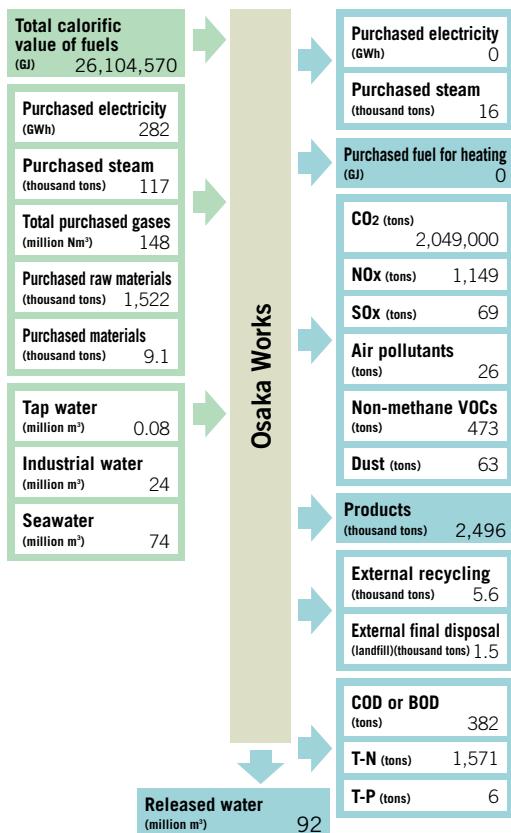 Total calorific
value of fuels
(GJ) 26,104,570
Purchased electricity
(GWh) 282
Purchased steam
(thousand tons) 117
Total purchased gases
(million Nm³) 148
Purchased raw materials
(thousand tons) 1,522
Purchased materials
(thousand tons) 9.1
Tap water
(million m³) 0.08
Industrial water
(million m³) 24
Seawater
(million m³) 74
Osaka Works
Purchased electricity
(GWh) 0
Purchased steam
(thousand tons) 16
Purchased fuel for heating
(GJ) 0
CO2 (tons)
2,049,000
NOx (tons) 1,149
SOx (tons) 69
Air pollutants
(tons) 26
Non-methane VOCs
(tons) 473
Dust (tons) 63
Products
(thousand tons) 2,496
External recycling
(thousand tons) 5.6
External final disposal
(landfill)(thousand tons) 1.5
COD or BOD
(tons) 382
T-N (tons) 1,571
T-P (tons) 6
Released water
(million m³) 92